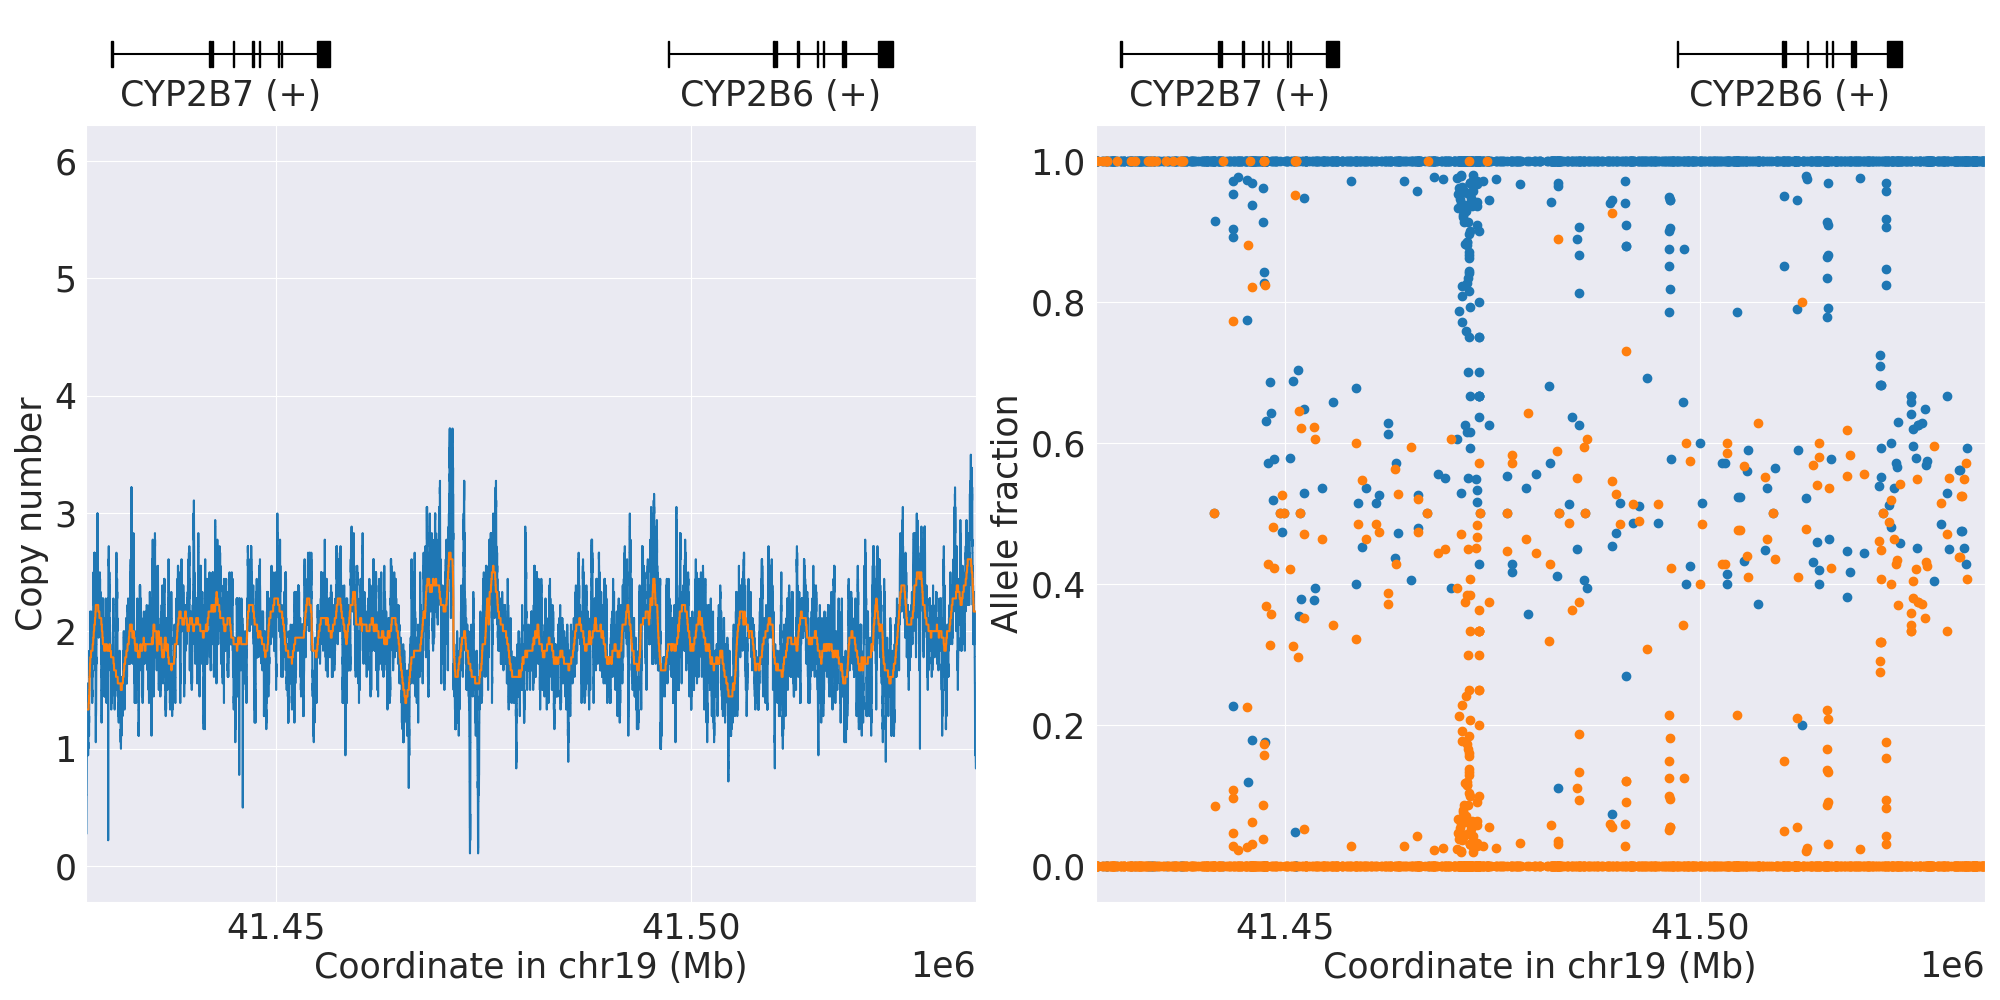 CYP2B7 (+)
CYP2B6 (+)
CYP2B7 (+)
CYP2B6 (+)
6
5
4
3
2
1
0
Copy number
41.45
41.50
1e6
Coordinate in chr19 (Mb)
1.0
0.8
0.6
0.4
0.2
0.0
Allele fraction
41.45
41.50
1e6
Coordinate in chr19 (Mb)